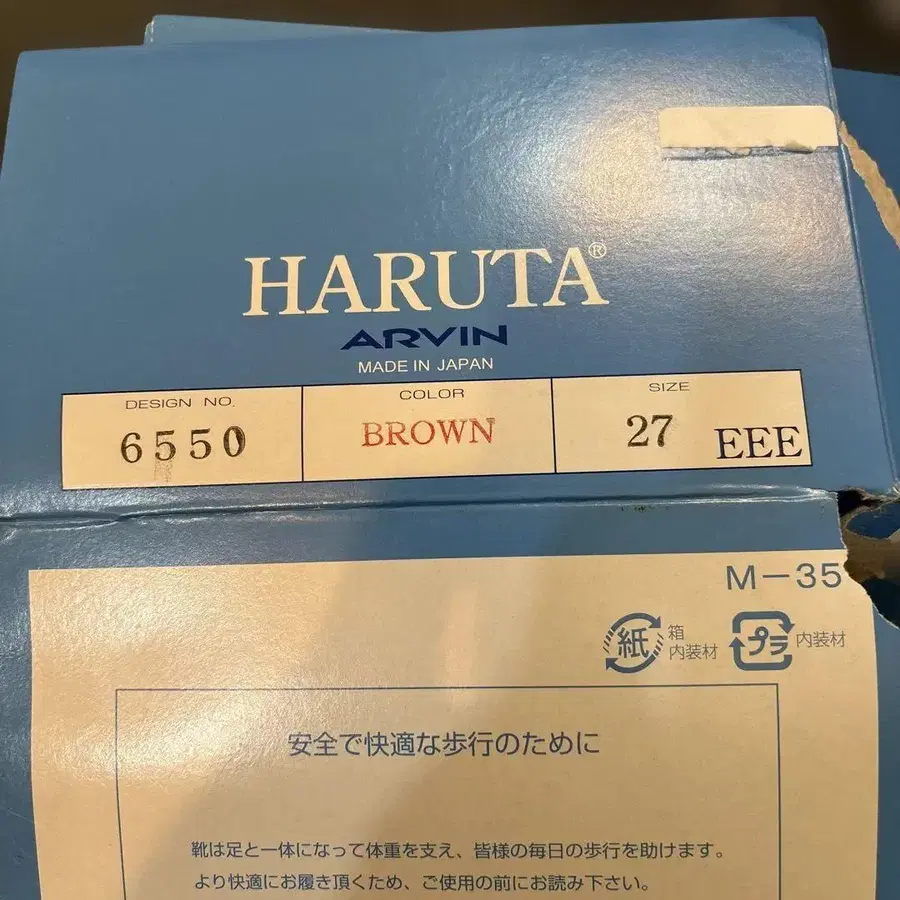 HARUTA®
ARVIN
MADE IN JAPAN
DESIGN NO. COLOR SIZE
6550 BROWN 27 EEE
M-35
紙 箱 内装材 プラ 内装材
安全で快適な歩行のために
靴は足と一体になって体重を支え、皆様の毎日の歩行を助けます。
より快適にお履き頂くため、ご使用の前にお読み下さい。